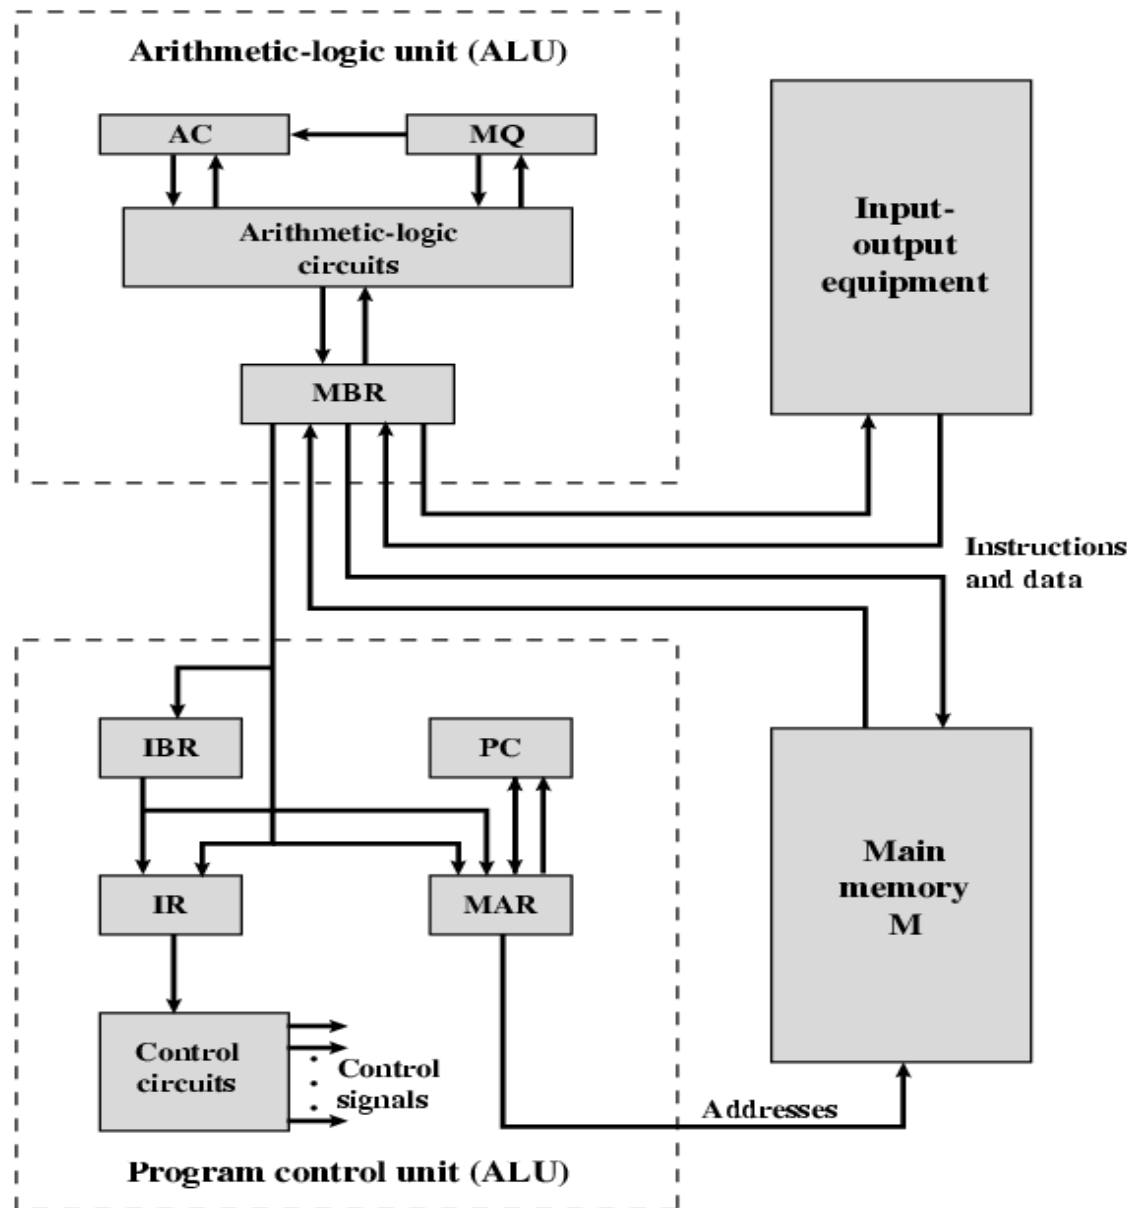 Arithmetic-logic unit (ALU)
AC
MQ
Arithmetic-logic
circuits
MBR
Input-
output
equipment
Instructions
and data
IBR
PC
IR
MAR
Main
memory
M
Control
circuits
Control
signals
Addresses
Program control unit (ALU)